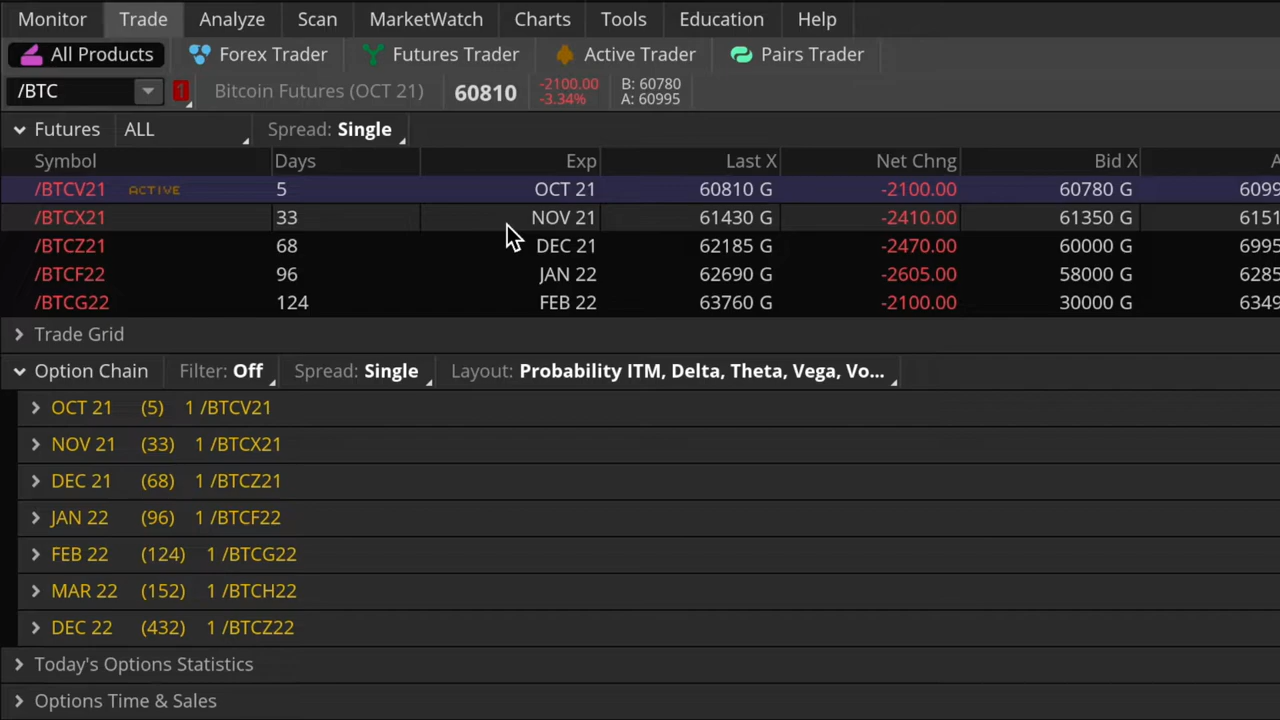 Monitor Trade Analyze Scan MarketWatch Charts Tools Education Help
All Products Forex Trader Futures Trader Active Trader Pairs Trader
/BTC 1 Bitcoin Futures (OCT 21) 60810 -2100.00 B: 60780
-3.34% A: 60995
Futures ALL Spread: Single
Symbol Days Exp Last X Net Chng Bid X A
/BTCV21 ACTIVE 5 OCT 21 60810 G -2100.00 60780 G 6099
/BTCX21 33 NOV 21 61430 G -2410.00 61350 G 6151
/BTCZ21 68 DEC 21 62185 G -2470.00 60000 G 6995
/BTCF22 96 JAN 22 62690 G -2605.00 58000 G 6285
/BTCG22 124 FEB 22 63760 G -2100.00 30000 G 6349
Trade Grid
Option Chain Filter: Off Spread: Single Layout: Probability ITM, Delta, Theta, Vega, Vo...
OCT 21 (5) 1 /BTCV21
NOV 21 (33) 1 /BTCX21
DEC 21 (68) 1 /BTCZ21
JAN 22 (96) 1 /BTCF22
FEB 22 (124) 1 /BTCG22
MAR 22 (152) 1 /BTCH22
DEC 22 (432) 1 /BTCZ22
Today's Options Statistics
Options Time & Sales